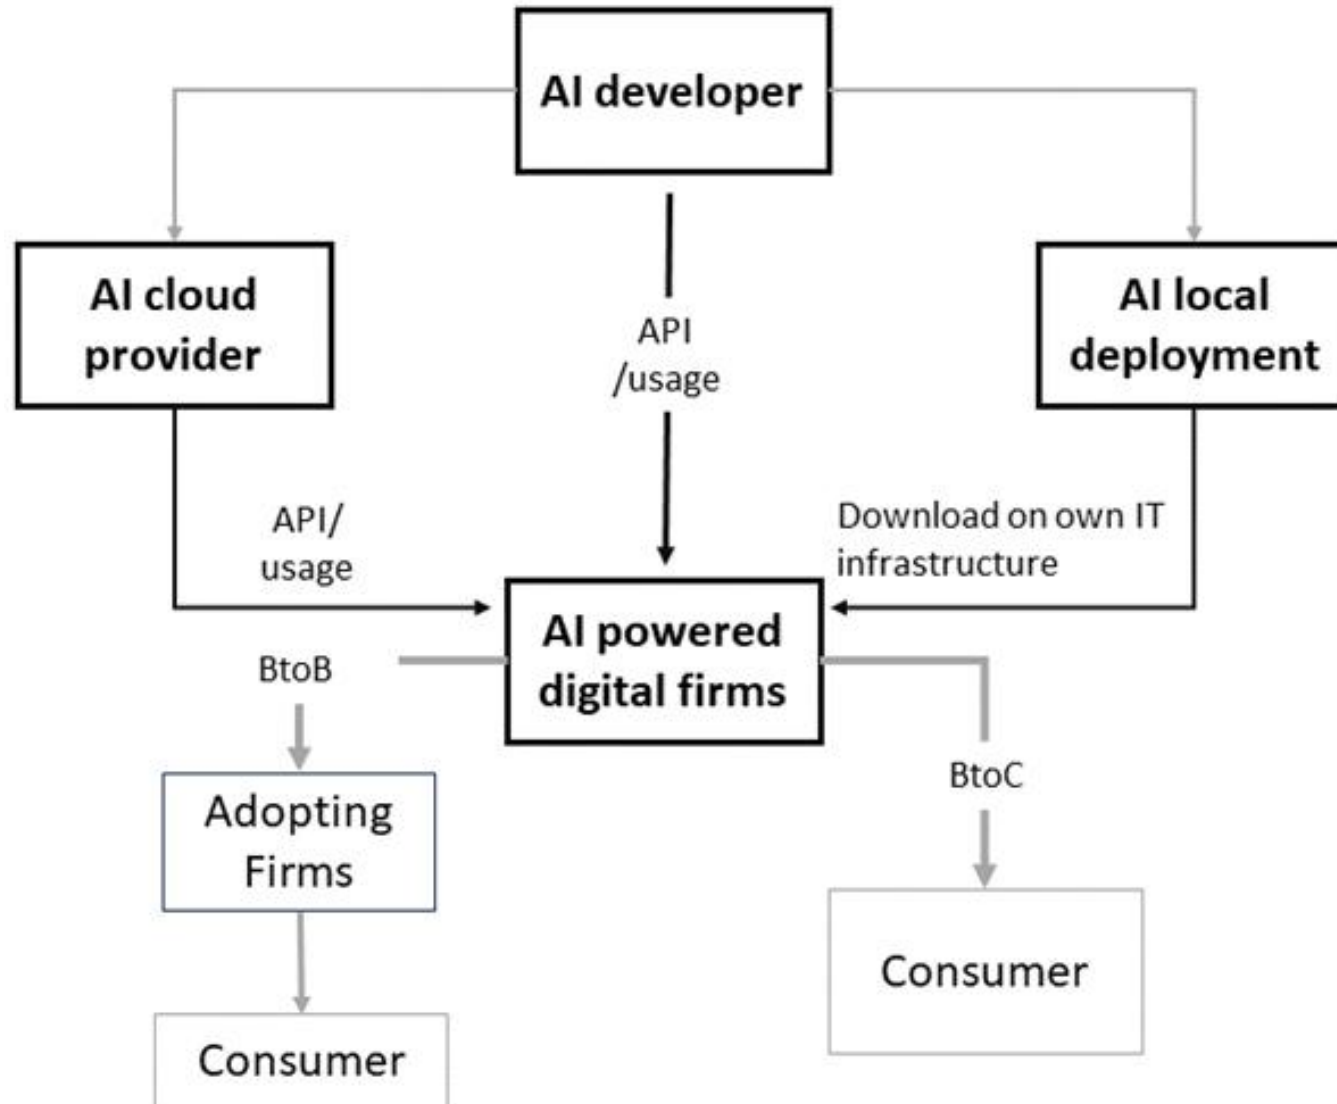 AI developer
AI cloud
provider
API
/usage
AI local
deployment
API/
usage
Download on own IT
infrastructure
AI powered
digital firms
BtoB
BtoC
Adopting
Firms
Consumer
Consumer